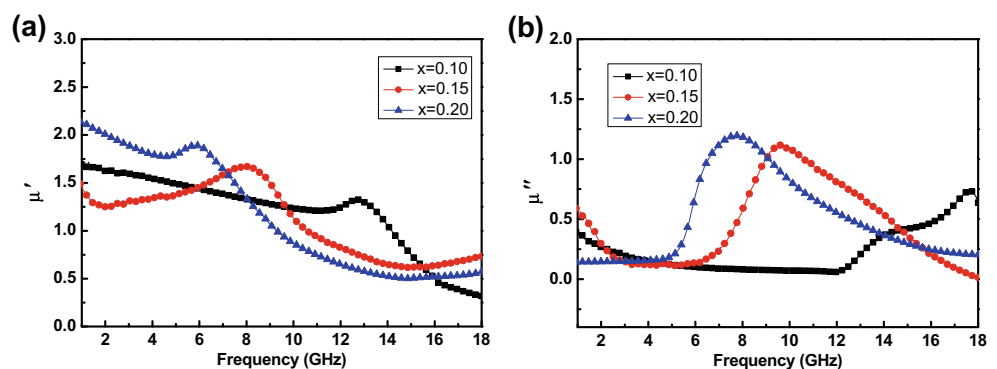 (a)
3.0
2.5
2.0
1.5
1.0
0.5
0.0
μ′
x=0.10
x=0.15
x=0.20
2 4 6 8 10 12 14 16 18
Frequency (GHz)
(b)
2.0
1.5
1.0
0.5
0.0
μ″
x=0.10
x=0.15
x=0.20
2 4 6 8 10 12 14 16 18
Frequency (GHz)